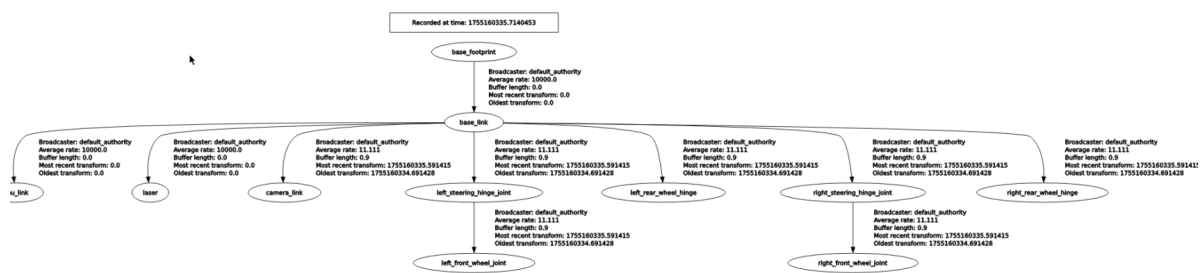 Recorded at time: 1755160335.7140453
base_footprint
Broadcaster: default_authority
Average rate: 10000.0
Buffer length: 0.0
Most recent transform: 0.0
Oldest transform: 0.0
base_link
Broadcaster: default_authority
Average rate: 10000.0
Buffer length: 0.0
Most recent transform: 0.0
Oldest transform: 0.0
Broadcaster: default_authority
Average rate: 10000.0
Buffer length: 0.0
Most recent transform: 0.0
Oldest transform: 0.0
Broadcaster: default_authority
Average rate: 11.111
Buffer length: 0.9
Most recent transform: 1755160335.591415
Oldest transform: 1755160334.691428
Broadcaster: default_authority
Average rate: 11.111
Buffer length: 0.9
Most recent transform: 1755160335.591415
Oldest transform: 1755160334.691428
Broadcaster: default_authority
Average rate: 11.111
Buffer length: 0.9
Most recent transform: 1755160335.591415
Oldest transform: 1755160334.691428
Broadcaster: default_authority
Average rate: 11.111
Buffer length: 0.9
Most recent transform: 1755160335.591415
Oldest transform: 1755160334.691428
Broadcaster: default_authority
Average rate: 11.111
Buffer length: 0.9
Most recent transform: 1755160335.591415
Oldest transform: 1755160334.691428
u_link
laser
camera_link
left_steering_hinge_joint
left_rear_wheel_hinge
right_steering_hinge_joint
right_rear_wheel_hinge
Broadcaster: default_authority
Average rate: 11.111
Buffer length: 0.9
Most recent transform: 1755160335.591415
Oldest transform: 1755160334.691428
Broadcaster: default_authority
Average rate: 11.111
Buffer length: 0.9
Most recent transform: 1755160335.591415
Oldest transform: 1755160334.691428
left_front_wheel_joint
right_front_wheel_joint